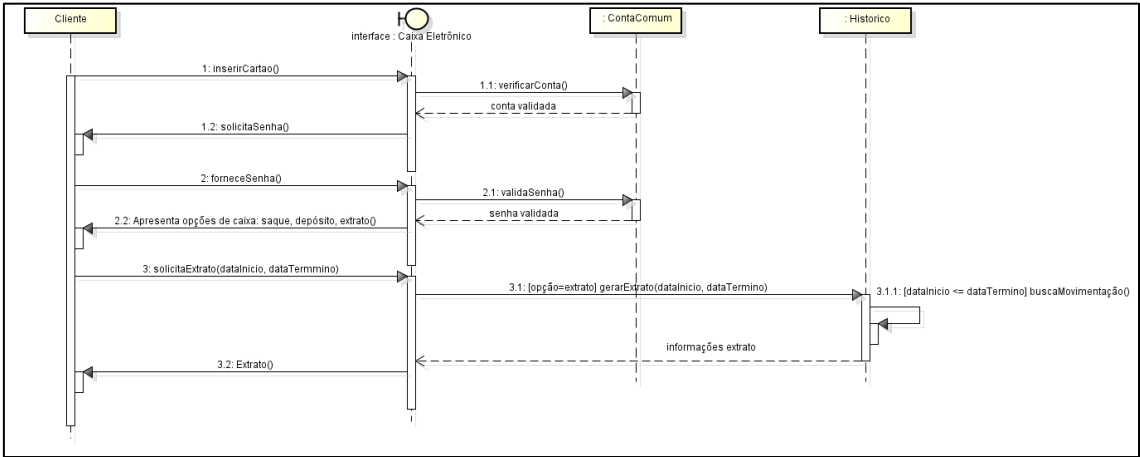 Cliente
interface : Caixa Eletrônico
: ContaComum
: Historico
1: inserirCartao()
1.1: verificarConta()
conta validada
1.2: solicitaSenha()
2: forneceSenha()
2.1: validaSenha()
senha validada
2.2: Apresenta opções de caixa: saque, depósito, extrato()
3: solicitaExtrato(dataInicio, dataTermmino)
3.1: [opção=extrato] gerarExtrato(dataInicio, dataTermino)
3.1.1: [dataInicio <= dataTermino] buscaMovimentação()
informações extrato
3.2: Extrato()